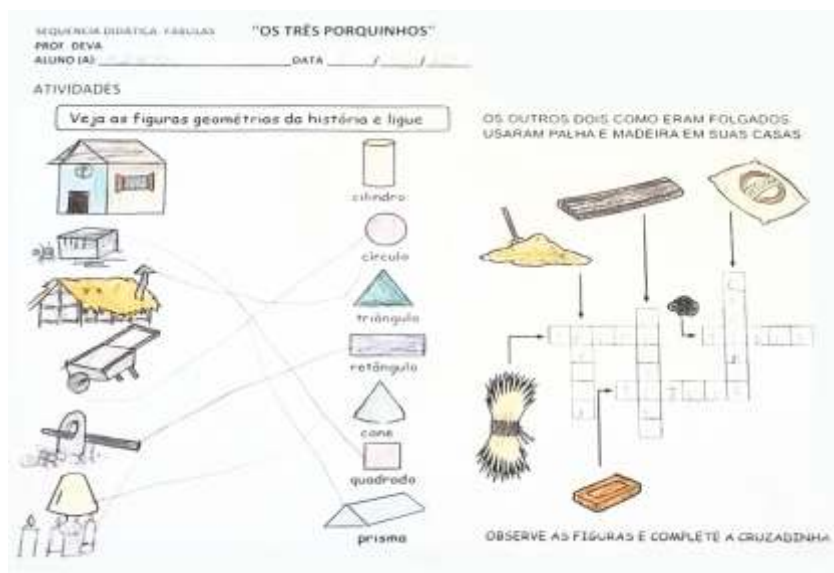 SEQUENCIA DIDÁTICA FÁBULAS "OS TRÊS PORQUINHOS"
PROF. DEVA
ALUNO (A): DATA / /
ATIVIDADES
Veja as figuras geométrias da história e ligue
cilindro
círculo
triângulo
retângulo
cone
quadrado
prisma
OS OUTROS DOIS COMO ERAM FOLGADOS
USARAM PALHA E MADEIRA EM SUAS CASAS
OBSERVE AS FIGURAS E COMPLETE A CRUZADINHA